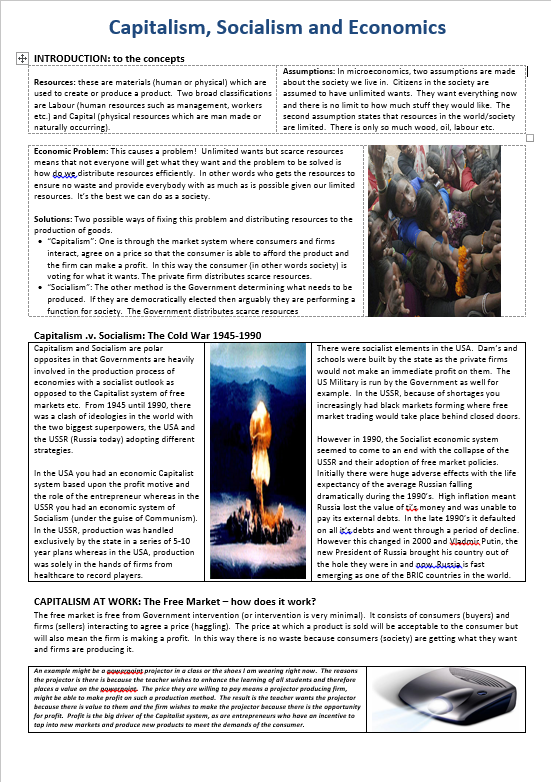 Capitalism, Socialism and Economics
INTRODUCTION: to the concepts
Resources: these are materials (human or physical) which are
used to create or produce a product. Two broad classifications
are Labour (human resources such as management, workers
etc.) and Capital (physical resources which are man made or
naturally occurring).
Assumptions: In microeconomics, two assumptions are made
about the society we live in. Citizens in the society are
assumed to have unlimited wants. They want everything now
and there is no limit to how much stuff they would like. The
second assumption states that resources in the world/society
are limited. There is only so much wood, oil, labour etc.
Economic Problem: This causes a problem! Unlimited wants but scarce resources
means that not everyone will get what they want and the problem to be solved is
how do we distribute resources efficiently. In other words who gets the resources to
ensure no waste and provide everybody with as much as is possible given our limited
resources. It's the best we can do as a society.
Solutions: Two possible ways of fixing this problem and distributing resources to the
production of goods.
• "Capitalism": One is through the market system where consumers and firms
interact, agree on a price so that the consumer is able to afford the product and
the firm can make a profit. In this way the consumer (in other words society) is
voting for what it wants. The private firm distributes scarce resources.
• "Socialism": The other method is the Government determining what needs to be
produced. If they are democratically elected then arguably they are performing a
function for society. The Government distributes scarce resources
Capitalism .v. Socialism: The Cold War 1945-1990
Capitalism and Socialism are polar
opposites in that Governments are heavily
involved in the production process of
economies with a socialist outlook as
opposed to the Capitalist system of free
markets etc. From 1945 until 1990, there
was a clash of ideologies in the world with
the two biggest superpowers, the USA and
the USSR (Russia today) adopting different
strategies.
In the USA you had an economic Capitalist
system based upon the profit motive and
the role of the entrepreneur whereas in the
USSR you had an economic system of
Socialism (under the guise of Communism).
In the USSR, production was handled
exclusively by the state in a series of 5-10
year plans whereas in the USA, production
was solely in the hands of firms from
healthcare to record players.
There were socialist elements in the USA. Dam's and
schools were built by the state as the private firms
would not make an immediate profit on them. The
US Military is run by the Government as well for
example. In the USSR, because of shortages you
increasingly had black markets forming where free
market trading would take place behind closed doors.
However in 1990, the Socialist economic system
seemed to come to an end with the collapse of the
USSR and their adoption of free market policies.
Initially there were huge adverse effects with the life
expectancy of the average Russian falling
dramatically during the 1990's. High inflation meant
Russia lost the value of ti's money and was unable to
pay its external debts. In the late 1990's it defaulted
on all it's debts and went through a period of decline.
However this changed in 2000 and Vladmir Putin, the
new President of Russia brought his country out of
the hole they were in and now Russia is fast
emerging as one of the BRIC countries in the world.
CAPITALISM AT WORK: The Free Market – how does it work?
The free market is free from Government intervention (or intervention is very minimal). It consists of consumers (buyers) and
firms (sellers) interacting to agree a price (haggling). The price at which a product is sold will be acceptable to the consumer but
will also mean the firm is making a profit. In this way there is no waste because consumers (society) are getting what they want
and firms are producing it.
An example might be a powerpoint projector in a class or the shoes I am wearing right now. The reasons
the projector is there is because the teacher wishes to enhance the learning of all students and therefore
places a value on the powerpoint. The price they are willing to pay means a projector producing firm,
might be able to make profit on such a production method. The result is the teacher wants the projector
because there is value to them and the firm wishes to make the projector because there is the opportunity
for profit. Profit is the big driver of the Capitalist system, as are entrepreneurs who have an incentive to
tap into new markets and produce new products to meet the demands of the consumer.